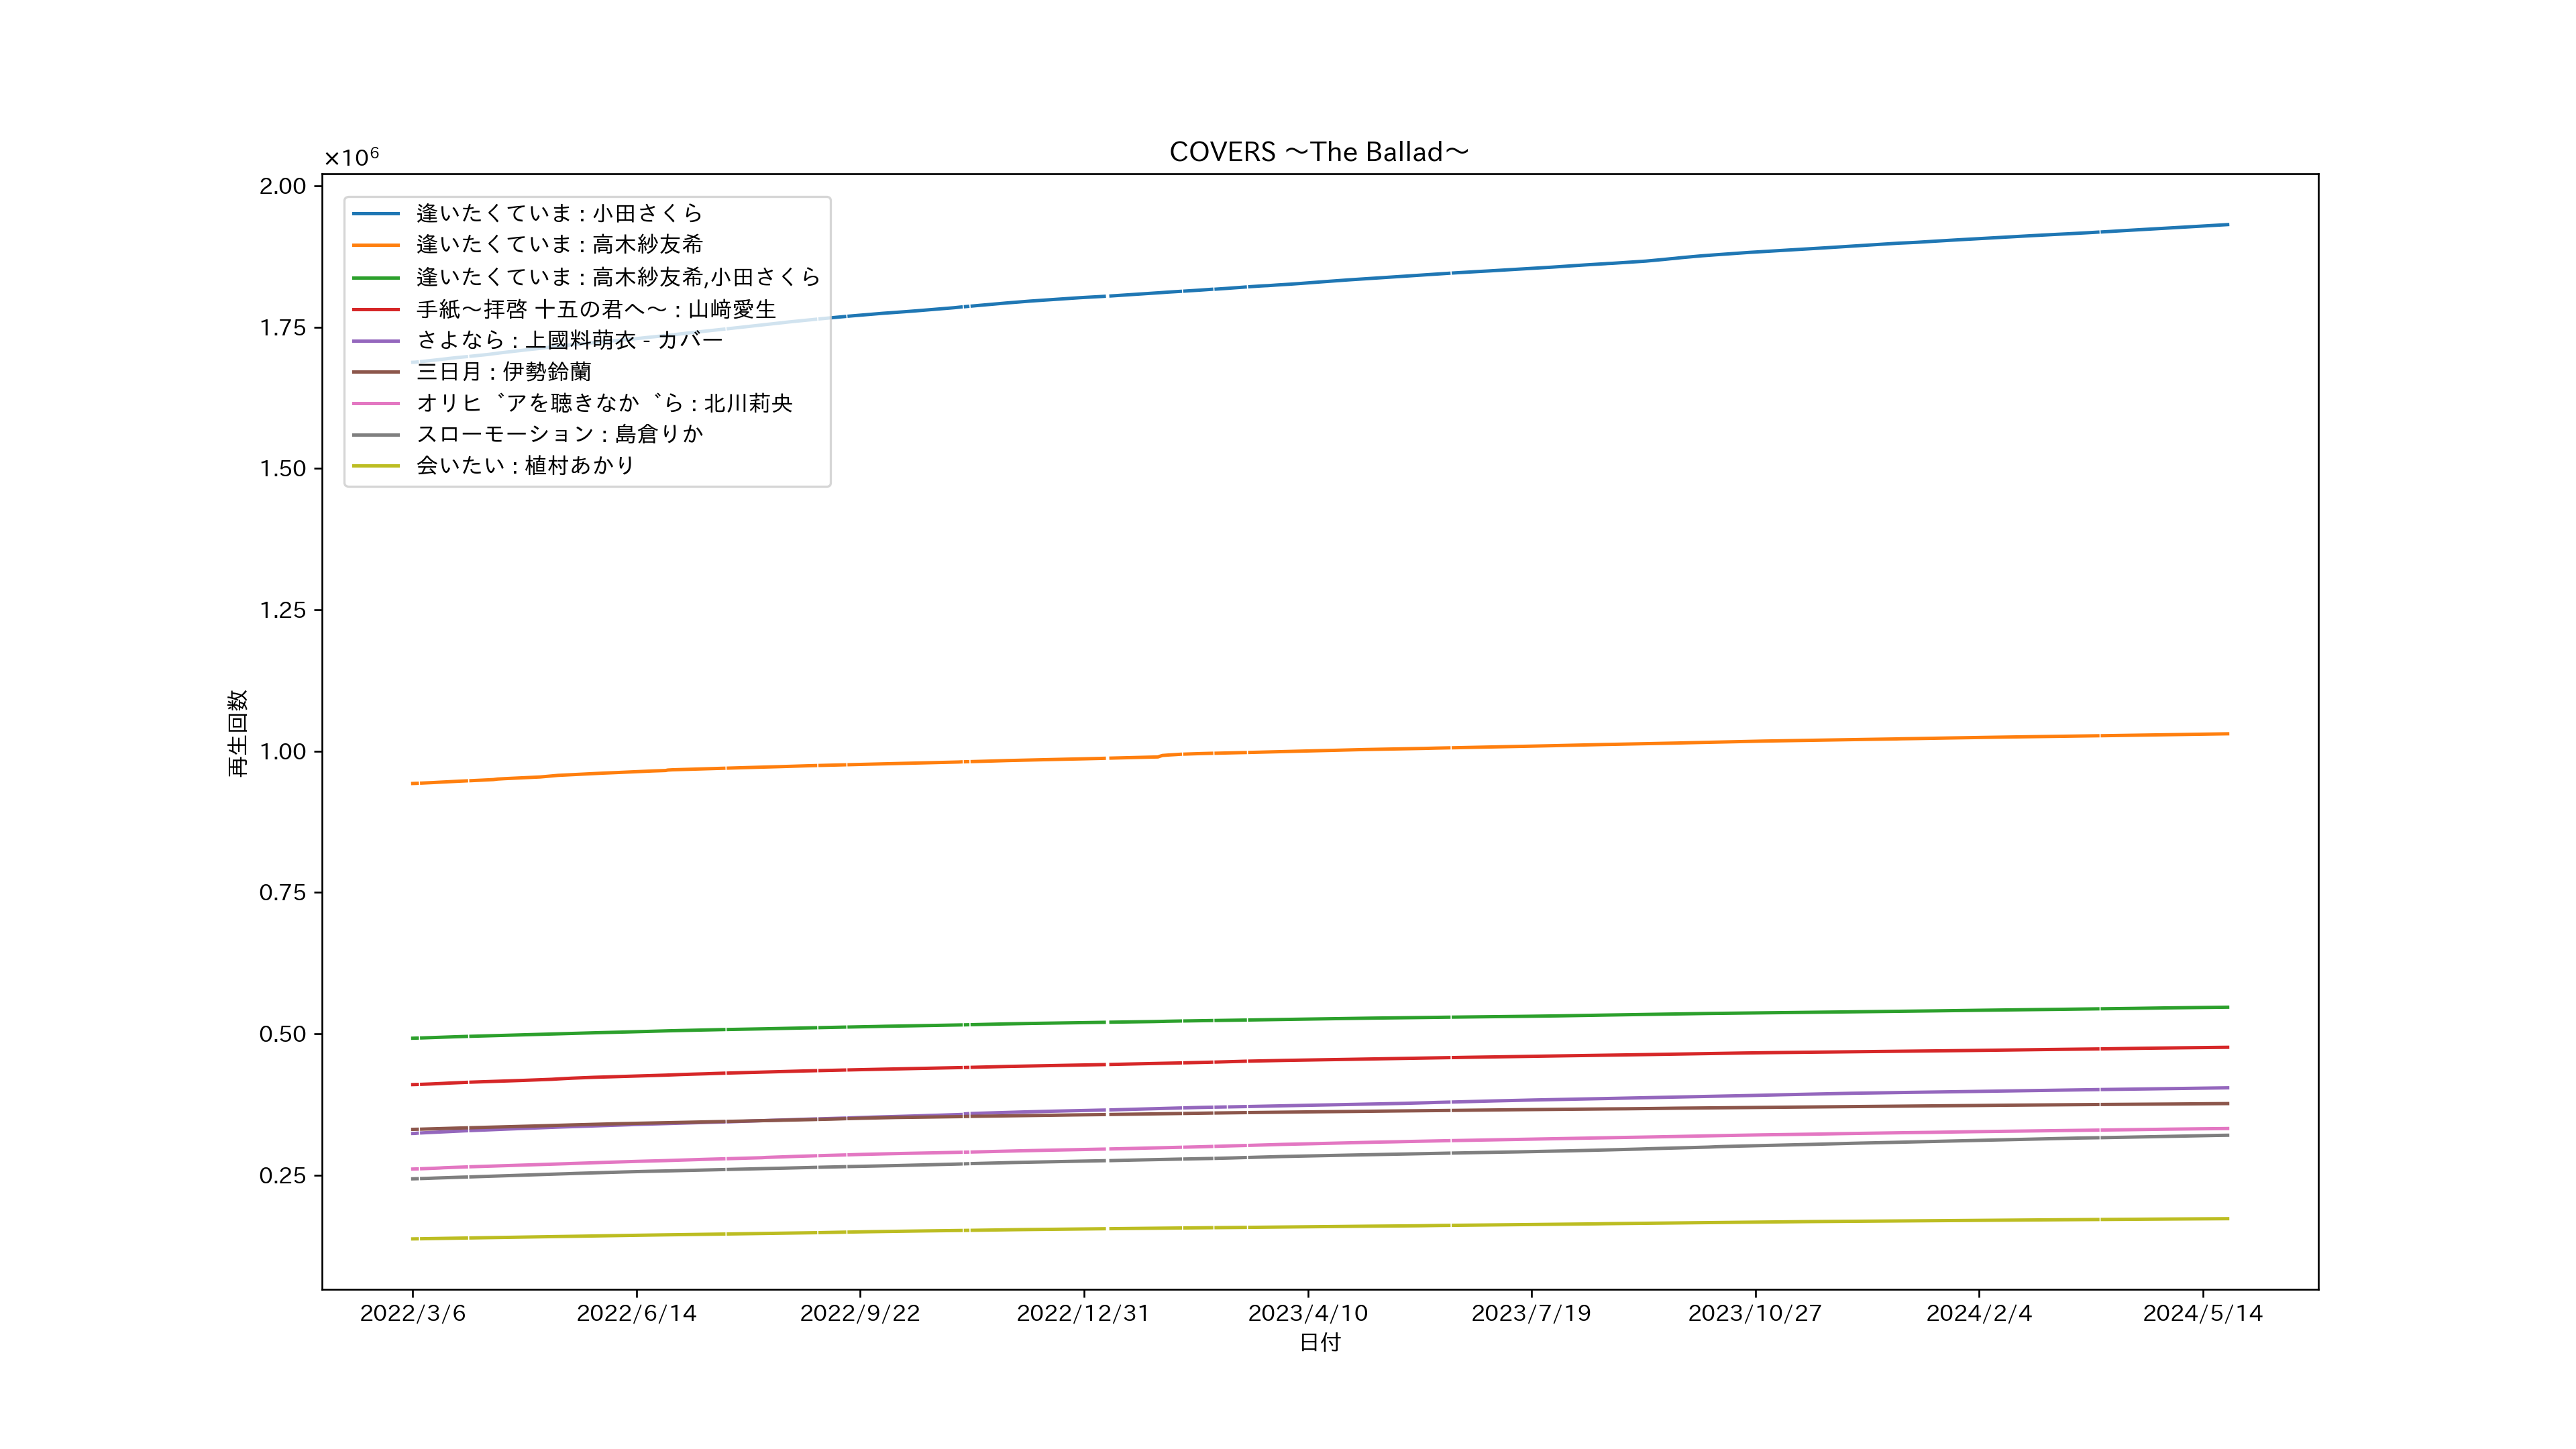 COVERS ～The Ballad～
×10⁶
2.00
1.75
1.50
1.25
1.00
0.75
0.50
0.25
再生回数
逢いたくていま : 小田さくら
逢いたくていま : 高木紗友希
逢いたくていま : 高木紗友希,小田さくら
手紙～拝啓 十五の君へ～ : 山﨑愛生
さよなら : 上國料萌衣 - カバー
三日月 : 伊勢鈴蘭
オリヒ゛アを聴きなか゛ら : 北川莉央
スローモーション : 島倉りか
会いたい : 植村あかり
2022/3/6 2022/6/14 2022/9/22 2022/12/31 2023/4/10 2023/7/19 2023/10/27 2024/2/4 2024/5/14
日付